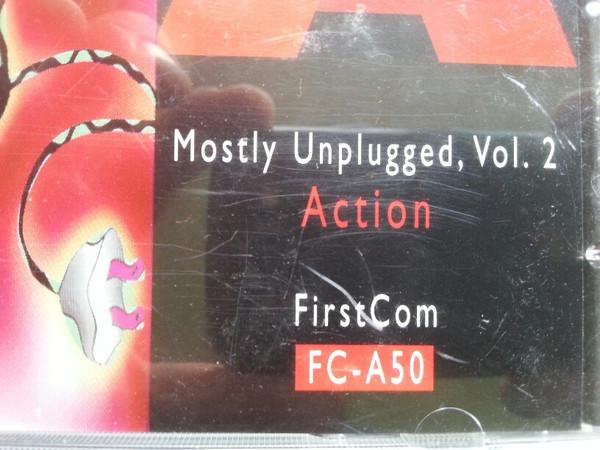 A
Mostly Unplugged, Vol. 2
Action
FirstCom
FC-A50